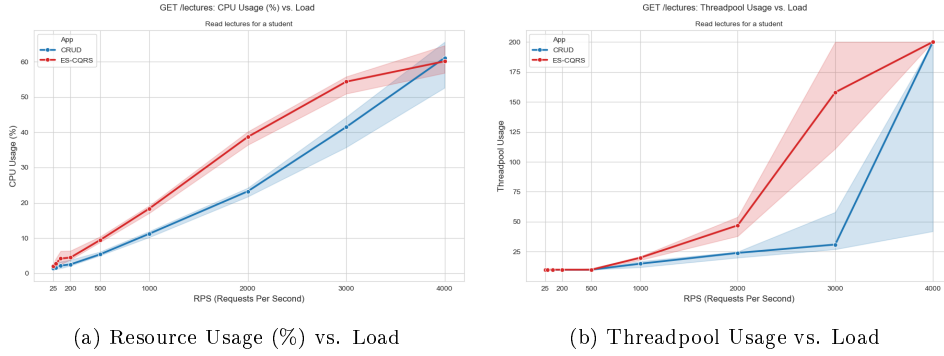 GET /lectures: CPU Usage (%) vs. Load
Read lectures for a student
App
CRUD
ES-CQRS
CPU Usage (%)
60
50
40
30
20
10
0
25
200
500
1000
2000
3000
4000
RPS (Requests Per Second)
(a) Resource Usage (%) vs. Load
GET /lectures: Threadpool Usage vs. Load
Read lectures for a student
App
CRUD
ES-CQRS
Threadpool Usage
200
175
150
125
100
75
50
25
25
200
500
1000
2000
3000
4000
RPS (Requests Per Second)
(b) Threadpool Usage vs. Load